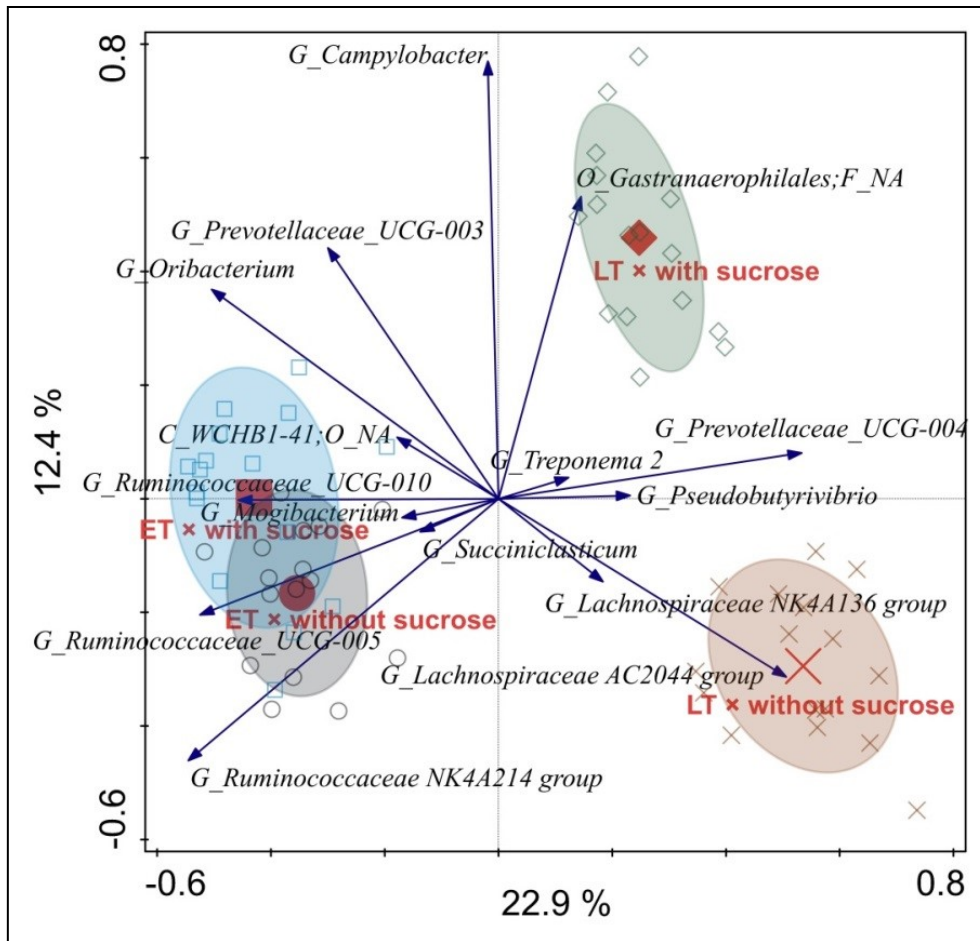 0.8
G_Campylobacter
O_Gastranaerophilales;F_NA
G_Prevotellaceae_UCG-003
G_Oribacterium
LT × with sucrose
12.4 %
C_WCHB1-41;O_NA
G_Prevotellaceae_UCG-004
G_Treponema 2
G_Ruminococcaceae_UCG-010
G_Pseudobutyrivibrio
G_Mogibacterium
ET × with sucrose
G_Succiniclasticum
G_Lachnospiraceae NK4A136 group
ET × without sucrose
G_Ruminococcaceae_UCG-005
G_Lachnospiraceae AC2044 group
LT × without sucrose
G_Ruminococcaceae NK4A214 group
-0.6
-0.6
22.9 %
0.8